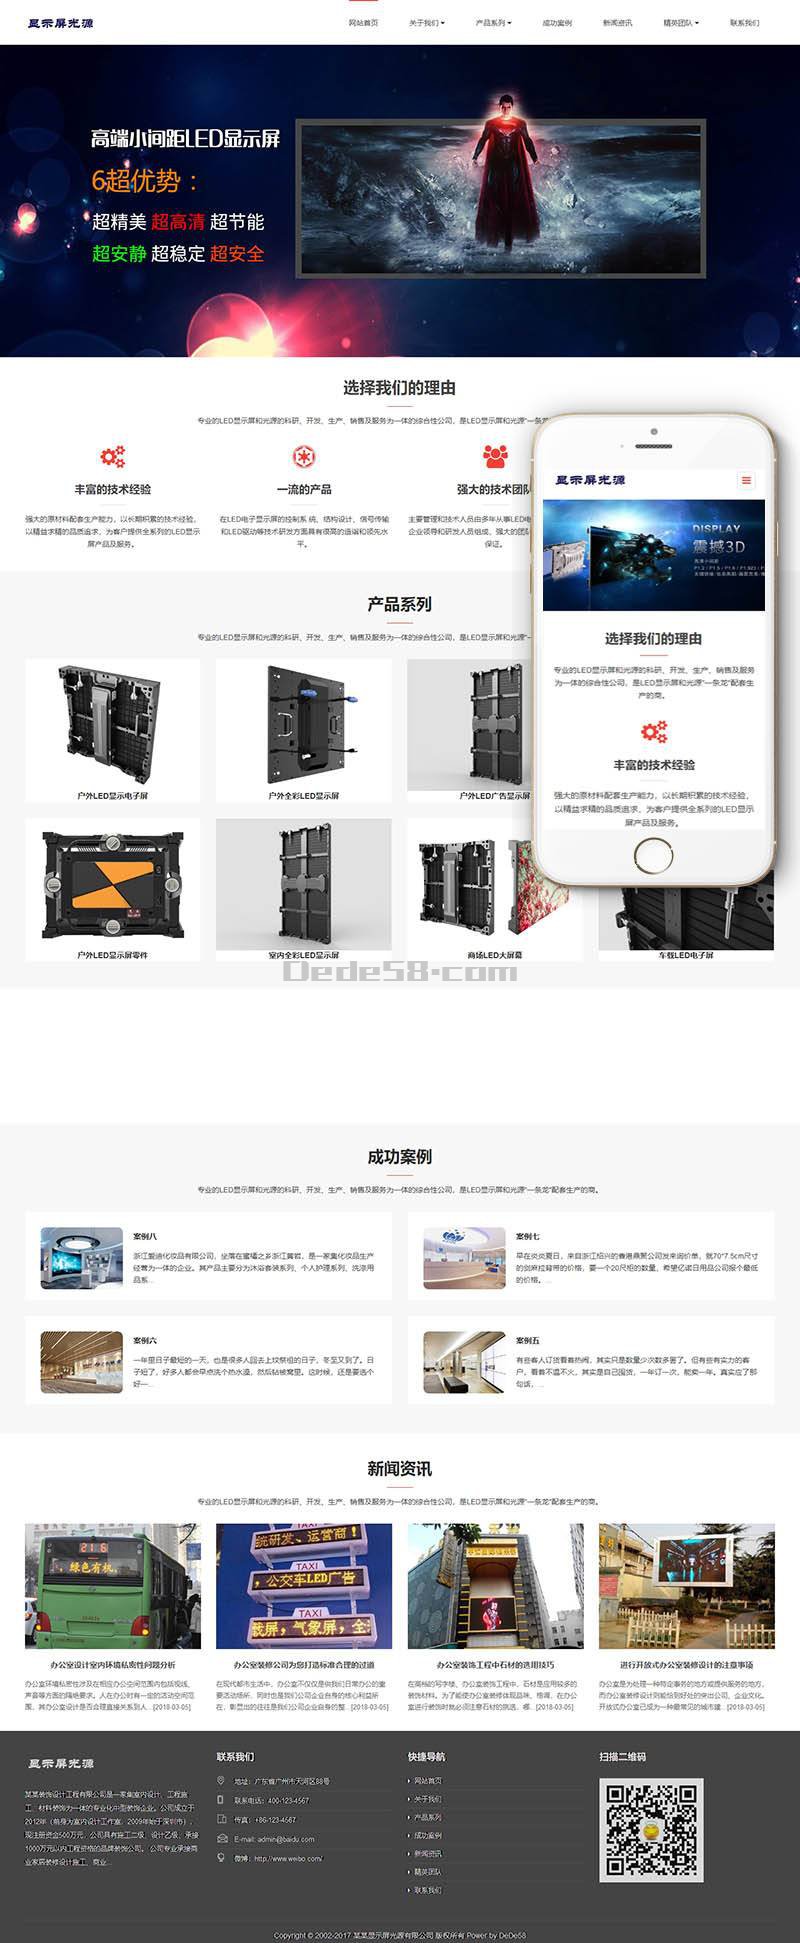 显示屏光源
网站首页 关于我们 产品系列 成功案例 新闻资讯 精英团队 联系我们
高端小间距LED显示屏
6超优势：
超精美 超高清 超节能
超安静 超稳定 超安全
选择我们的理由
专业的LED显示屏和光源的科研、开发、生产、销售及服务为一体的综合性公司，是LED显示屏和光源“一条龙
丰富的技术经验
强大的原材料配套生产能力，以长期积累的技术经验，
以精益求精的品质追求，为客户提供全系列的LED显示
屏产品及服务。
一流的产品
在LED电子显示屏的控制系统、结构设计、信号传输
和LED驱动等技术研发方面具有很高的造诣和领先水
平。
强大的技术团队
主要管理和技术人员由多年从事LED电
企业领导和研发人员组成，强大的团队
保证。
显示屏光源
DISPLAY
震撼3D
选择我们的理由
专业的LED显示屏和光源的科研、开发、生产、销售及服务
为一体的综合性公司，是LED显示屏和光源“一条龙”配套生
产的商。
丰富的技术经验
强大的原材料配套生产能力，以长期积累的技术经验，
以精益求精的品质追求，为客户提供全系列的LED显示
屏产品及服务。
产品系列
专业的LED显示屏和光源的科研、开发、生产、销售及服务为一体的综合性公司，是LED显示屏和光源“一
户外LED显示电子屏
户外全彩LED显示屏
户外LED广告显示屏
户外LED显示屏零件
室内全彩LED显示屏
商场LED大屏幕
车载LED电子屏
Dede58.com
成功案例
专业的LED显示屏和光源的科研、开发、生产、销售及服务为一体的综合性公司，是LED显示屏和光源“一条龙”配套生产的商。
案例八
浙江爱迪化妆品有限公司，坐落在蜜橘之乡浙江黄岩，是一家集化妆品生产
经营为一体的企业。其产品主要分为沐浴套装系列、个人护理系列、洗涤用
品系...
案例七
早在炎炎夏日，来自浙江绍兴的香港鼎聚公司发来询价单，就70*7.5cm尺寸
的剑麻拉背带的价格，要一个20尺柜的数量，希望亿诺日用品公司报个最低
的价格。...
案例六
一年里日子最短的一天，也是很多人回去上坟祭祖的日子，冬至又到了。日
子短了，好多人都会早点洗个热水澡，然后钻被窝里。这时候，还是要选个
好一...
案例五
有些客人订货看着热闹，其实只是数量少次数多罢了。但有些有实力的客
户，看着不温不火，其实是自己囤货，一年订一次，能卖一年。真实应了那
句话，...
新闻资讯
专业的LED显示屏和光源的科研、开发、生产、销售及服务为一体的综合性公司，是LED显示屏和光源“一条龙”配套生产的商。
216
，绿色有机
院研发、运营商！
TAXI
，公交车LED广告
TAXI
载屏，气象屏，全
办公室设计室内环境私密性问题分析
办公室环境私密性涉及在相应办公空间范围内包括视线、
声音等方面的隔绝要求。人在办公时有一定的活动空间范
围，其办公室设计是否合理直接关系到人... [2018-03-05]
办公室装修公司为您打造标准合理的过道
在现代都市生活中，办公室不仅仅是供我们日常办公的重
要活动场所，同时也是我们公司企业自身的核心利益所
在，彰显出的往往是我们公司企业自身的整... [2018-03-05]
办公室装饰工程中石材的选用技巧
在高档的写字楼、办公室装饰工程中，石材是应用较多的
装饰材料。为了能使办公室装修体现品味、格调，在办公
室进行装饰时就必须注意石材的挑选，哪... [2018-03-05]
进行开放式办公室装修设计的注意事项
办公室是为处理一种特定事务的地方或提供服务的地方，
而办公室装修设计则能恰到好处的突出公司、企业文化。
开放式办公室已成为一种最常见的城市建... [2018-03-05]
显示屏光源
某某装饰设计工程有限公司是一家集室内设计、工程施
工、材料装饰为一体的专业化中型装饰企业。公司成立于
2012年（前身为室内设计工作室，2009年始于深圳市），
现注册资金500万元，公司具有施工二级、设计乙级、承接
1000万元以内工程资格的品牌装饰公司。 公司专业承接商
业家居装修设计施工，商业...
联系我们
地址：广东省广州市天河区88号
联系电话：400-123-4567
传真：+86-123-4567
E-mail: admin@baidu.com
微博：http://www.weibo.com/
快捷导航
网站首页
关于我们
产品系列
成功案例
新闻资讯
精英团队
联系我们
扫描二维码
Copyright © 2002-2017 某某显示屏光源有限公司 版权所有 Power by DeDe58